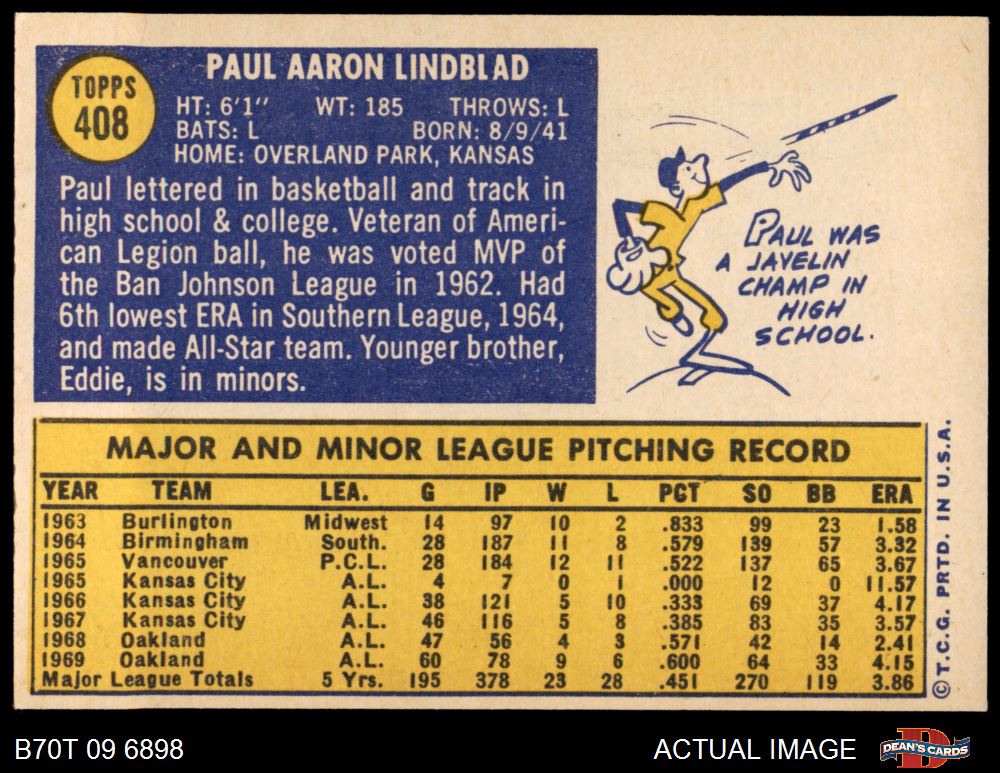 TOPPS
408
PAUL AARON LINDBLAD
HT: 6'1" WT: 185 THROWS: L
BATS: L BORN: 8/9/41
HOME: OVERLAND PARK, KANSAS
Paul lettered in basketball and track in
high school & college. Veteran of Ameri-
can Legion ball, he was voted MVP of
the Ban Johnson League in 1962. Had
6th lowest ERA in Southern League, 1964,
and made All-Star team. Younger brother,
Eddie, is in minors.
PAUL WAS
A JAVELIN
CHAMP IN
HIGH
SCHOOL.
MAJOR AND MINOR LEAGUE PITCHING RECORD
YEAR TEAM LEA. G IP W L PCT SO BB ERA
1963 Burlington Midwest 14 97 10 2 .833 99 23 1.58
1964 Birmingham South. 28 187 11 8 .579 139 57 3.32
1965 Vancouver P.C.L. 28 184 12 11 .522 137 65 3.67
1965 Kansas City A.L. 4 7 0 1 .000 12 0 11.57
1966 Kansas City A.L. 38 121 5 10 .333 69 37 4.17
1967 Kansas City A.L. 46 116 5 8 .385 83 35 3.57
1968 Oakland A.L. 47 56 4 3 .571 42 14 2.41
1969 Oakland A.L. 60 78 9 6 .600 64 33 4.15
Major League Totals 5 Yrs. 195 378 23 28 .451 270 119 3.86
© T.C.G. PRTD. IN U.S.A.
B70T 09 6898
ACTUAL IMAGE
DEAN'S CARDS